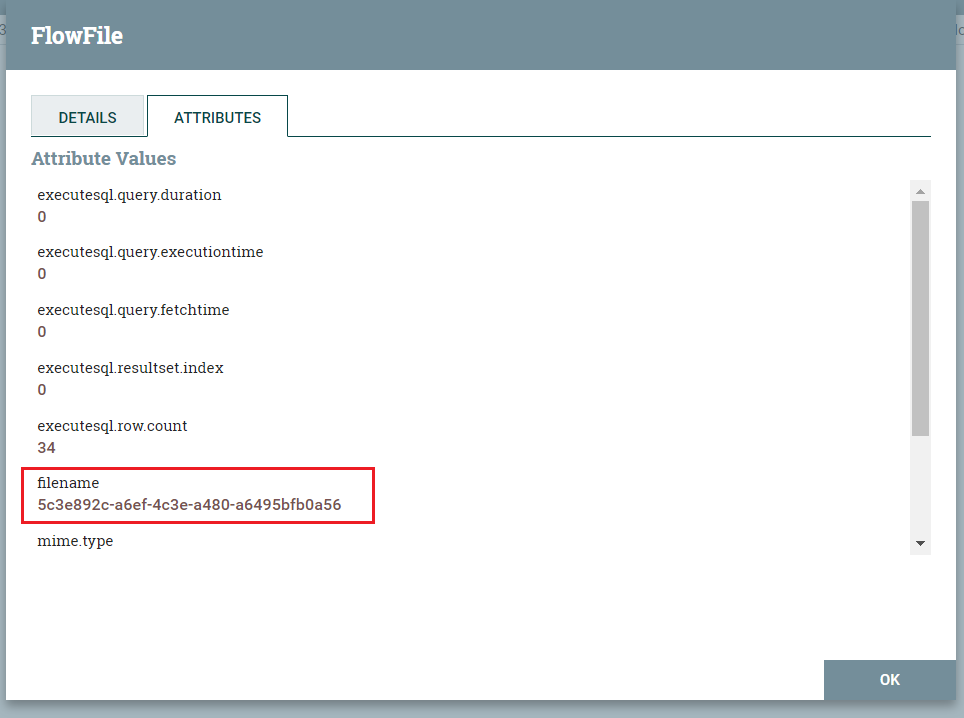 FlowFile
DETAILS
ATTRIBUTES
Attribute Values
executesql.query.duration
0
executesql.query.executiontime
0
executesql.query.fetchtime
0
executesql.resultset.index
0
executesql.row.count
34
filename
5c3e892c-a6ef-4c3e-a480-a6495bfb0a56
mime.type
OK